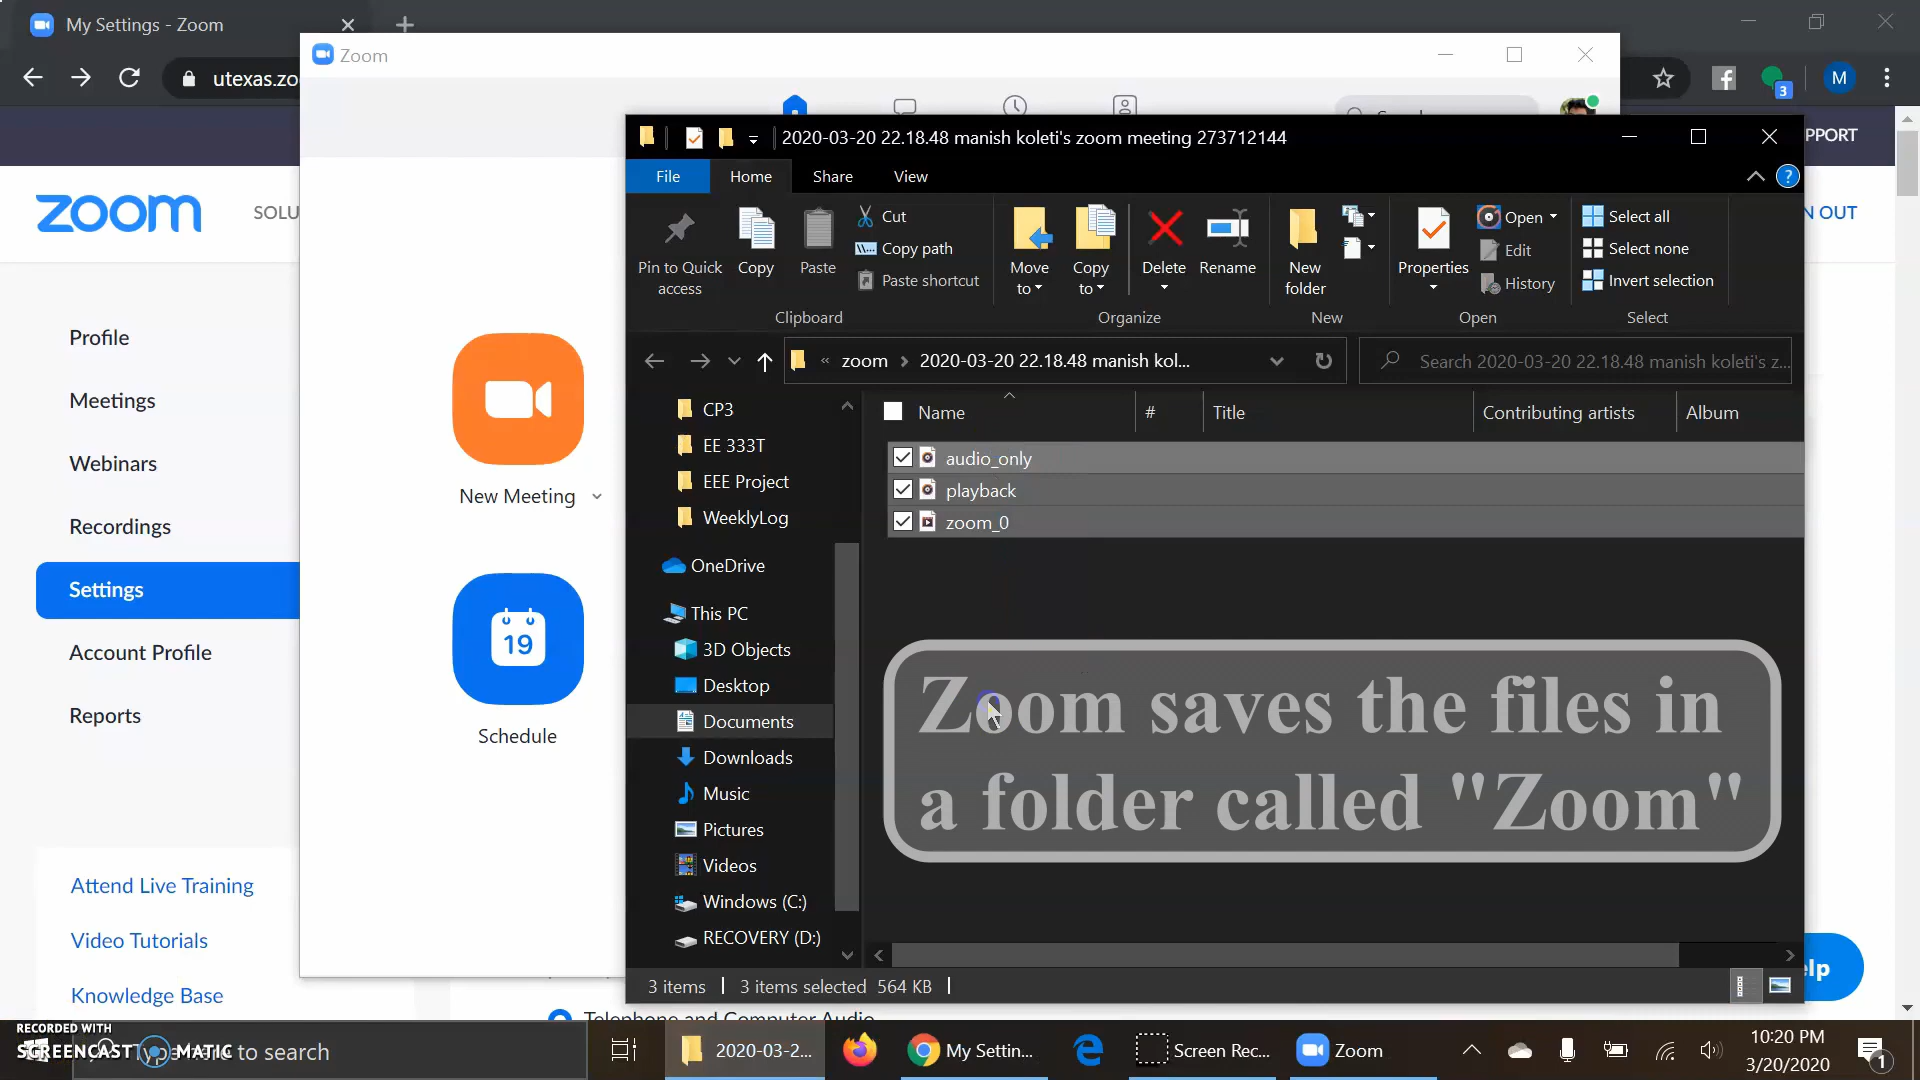 My Settings - Zoom
utexas.zo
3
M
Zoom
PPORT
zoom
SOLU
N OUT
Profile
Meetings
Webinars
Recordings
Settings
Account Profile
Reports
Attend Live Training
Video Tutorials
Knowledge Base
New Meeting
19
Schedule
2020-03-20 22.18.48 manish koleti's zoom meeting 273712144
File Home Share View
?
Pin to Quick access
Copy
Paste
Cut
Copy path
Paste shortcut
Clipboard
Move to
Copy to
Delete
Rename
Organize
New folder
New
Properties
Open
Edit
History
Open
Select all
Select none
Invert selection
Select
« zoom > 2020-03-20 22.18.48 manish kol...
Search 2020-03-20 22.18.48 manish koleti's z...
CP3
EE 333T
EEE Project
WeeklyLog
OneDrive
This PC
3D Objects
Desktop
Documents
Downloads
Music
Pictures
Videos
Windows (C:)
RECOVERY (D:)
Name # Title Contributing artists Album
audio_only
playback
zoom_0
Zoom saves the files in
a folder called "Zoom"
3 items 3 items selected 564 KB
lp
RECORDED WITH
SCREENCAST MATIC
to search
2020-03-2...
My Settin...
Screen Rec...
Zoom
10:20 PM
3/20/2020
1